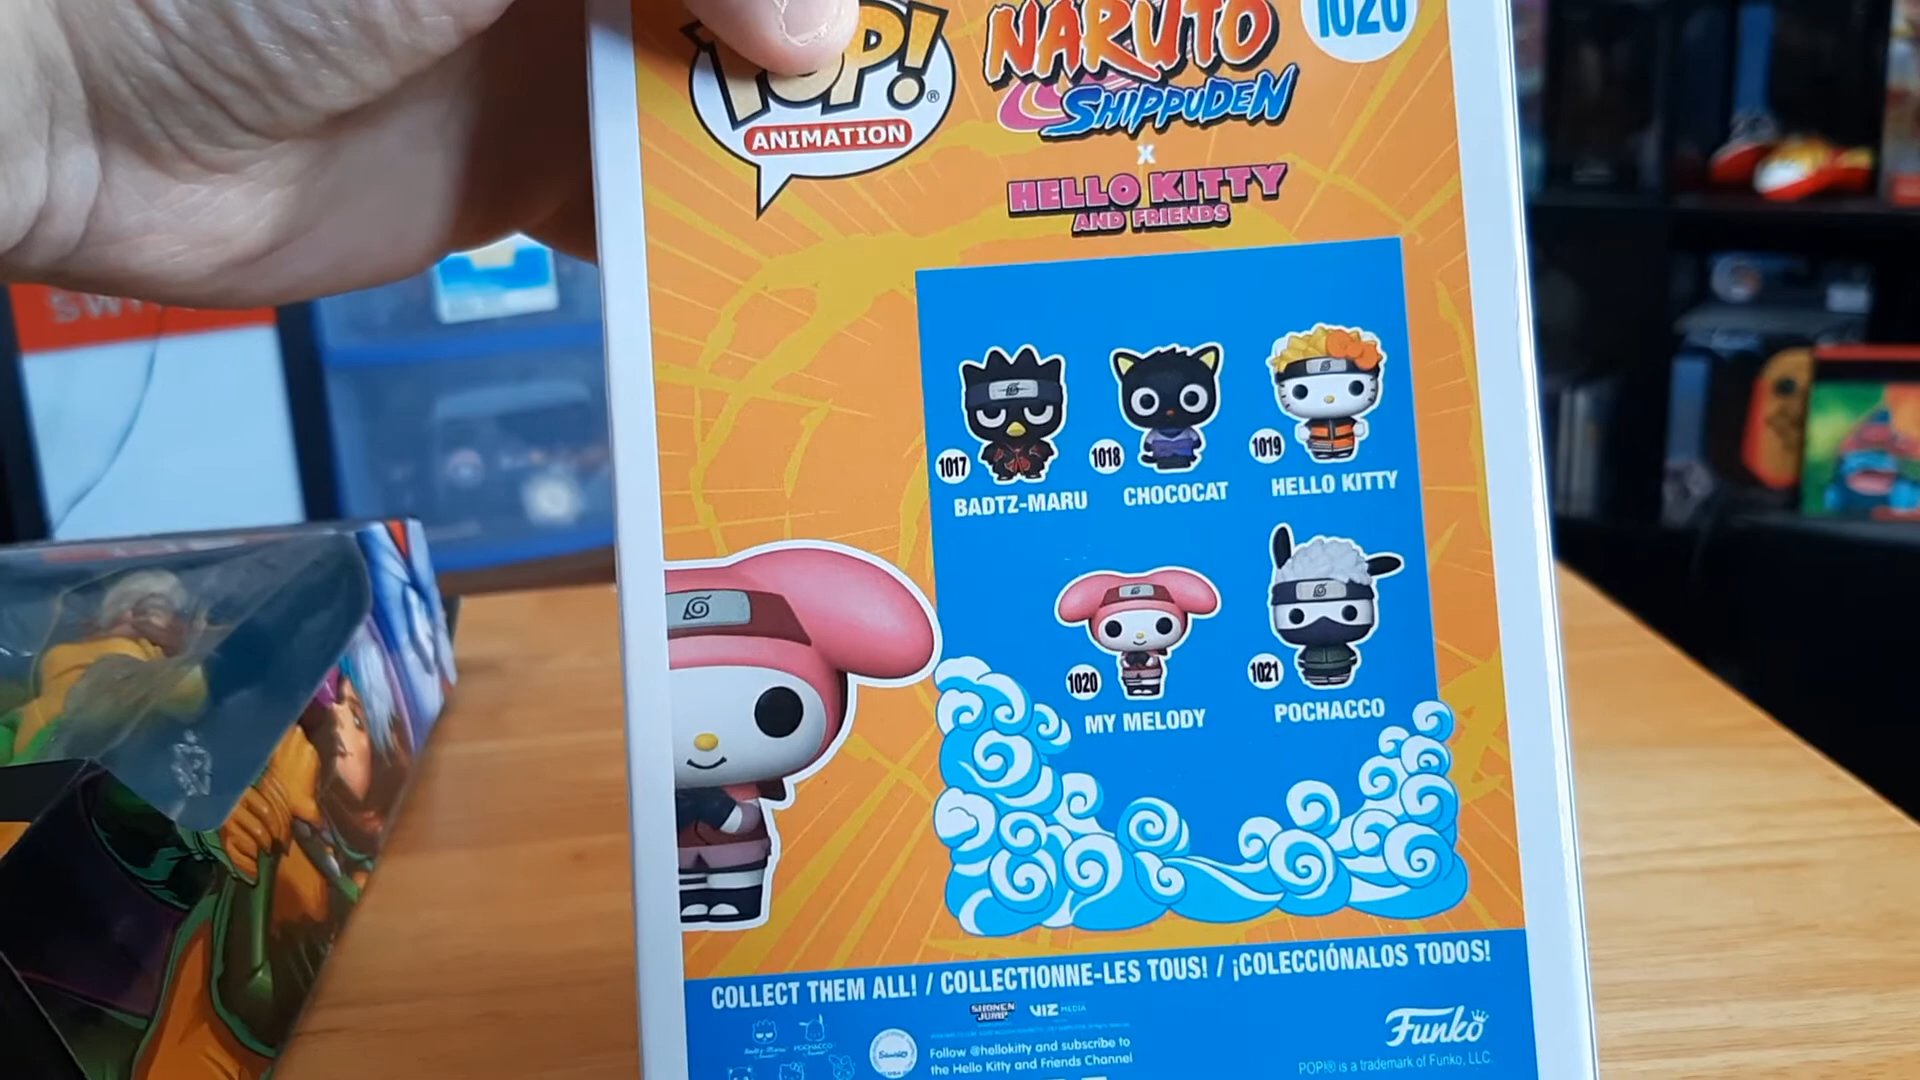 POP!
ANIMATION
NARUTO
SHIPPUDEN
X
HELLO KITTY
AND FRIENDS
1020
1017
BADTZ-MARU
1018
CHOCOCAT
1019
HELLO KITTY
1020
MY MELODY
1021
POCHACCO
COLLECT THEM ALL! / COLLECTIONNE-LES TOUS! / ¡COLECCIÓNALOS TODOS!
SHONEN
JUMP
VIZ MEDIA
Sanrio
Follow @hellokitty and subscribe to
the Hello Kitty and Friends Channel
Funko
POP!® is a trademark of Funko, LLC.